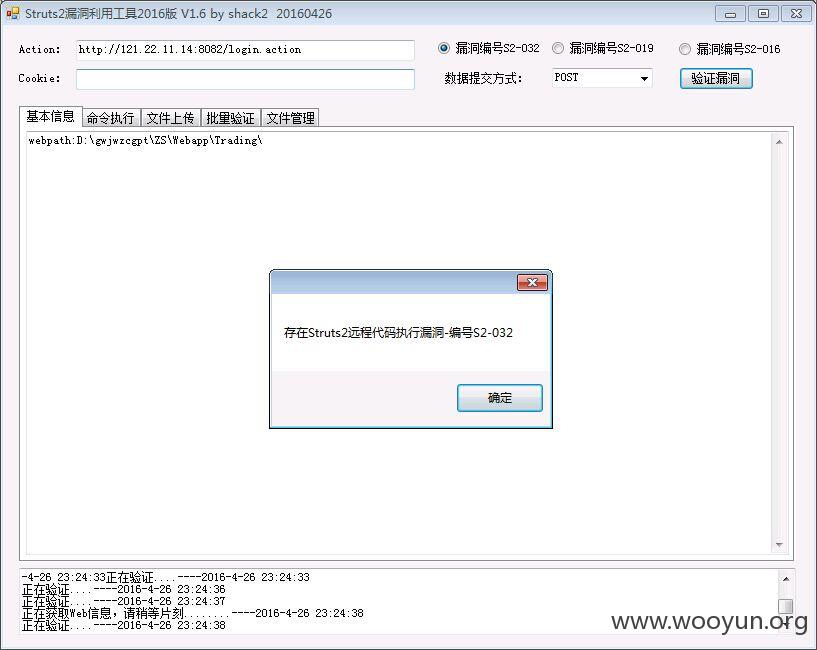 Struts2漏洞利用工具2016版 V1.6 by shack2  20160426
Action: http://121.22.11.14:8082/login.action
漏洞编号S2-032 漏洞编号S2-019 漏洞编号S2-016
Cookie:
数据提交方式: POST 验证漏洞
基本信息 命令执行 文件上传 批量验证 文件管理
webpath:D:\gwjwzcgpt\ZS\Webapp\Trading\
存在Struts2远程代码执行漏洞-编号S2-032
确定
-4-26 23:24:33正在验证....----2016-4-26 23:24:33
正在验证....----2016-4-26 23:24:36
正在验证....----2016-4-26 23:24:37
正在获取Web信息，请稍等片刻........----2016-4-26 23:24:38
正在验证....----2016-4-26 23:24:38
www.wooyun.org